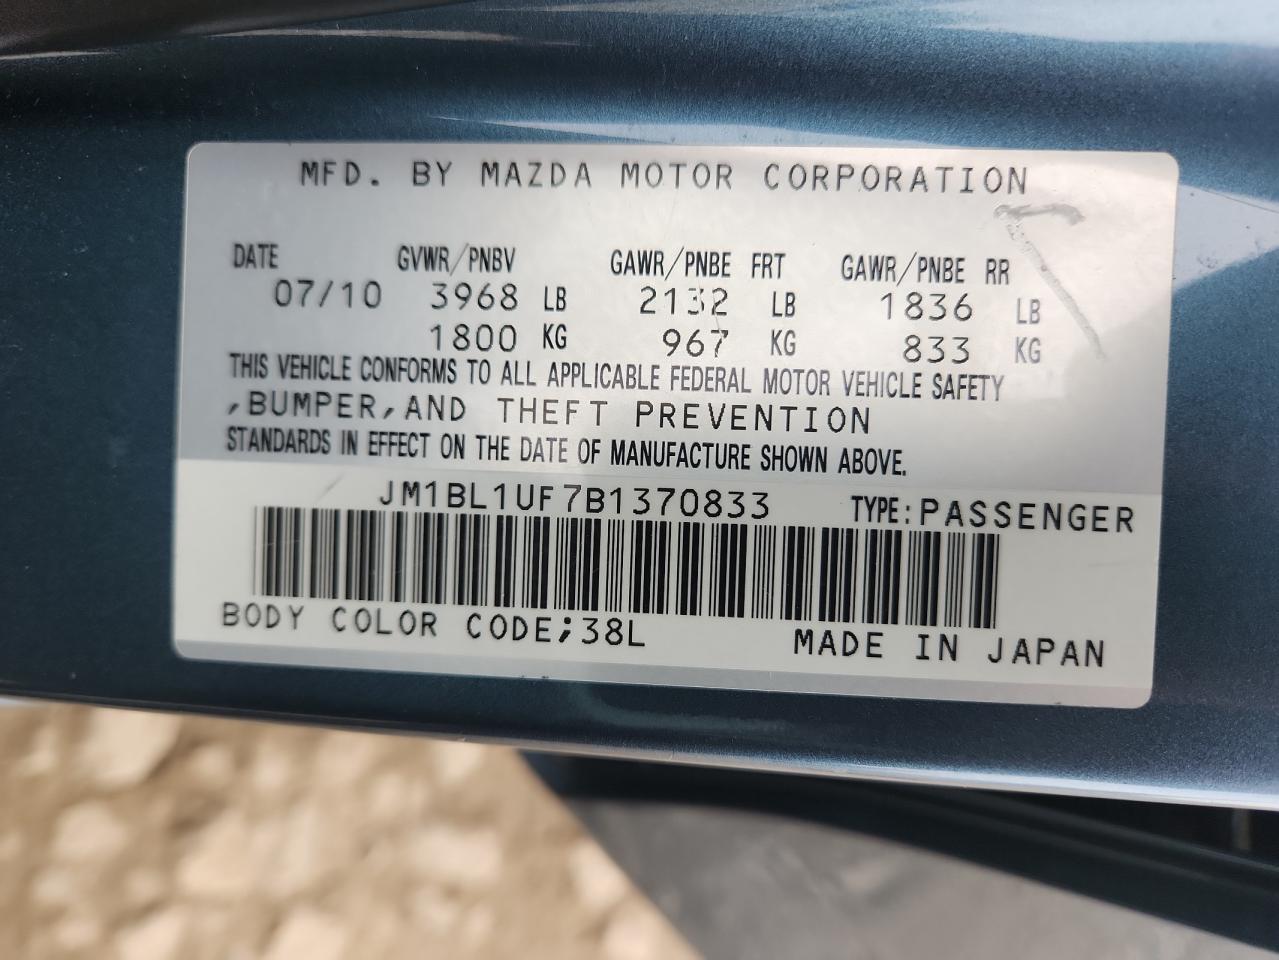 MFD. BY MAZDA MOTOR CORPORATION
DATE GVWR/PNBV GAWR/PNBE FRT GAWR/PNBE RR
07/10 3968 LB 2132 LB 1836 LB
1800 KG 967 KG 833 KG
THIS VEHICLE CONFORMS TO ALL APPLICABLE FEDERAL MOTOR VEHICLE SAFETY
,BUMPER,AND THEFT PREVENTION
STANDARDS IN EFFECT ON THE DATE OF MANUFACTURE SHOWN ABOVE.
JM1BL1UF7B1370833 TYPE:PASSENGER
BODY COLOR CODE;38L MADE IN JAPAN